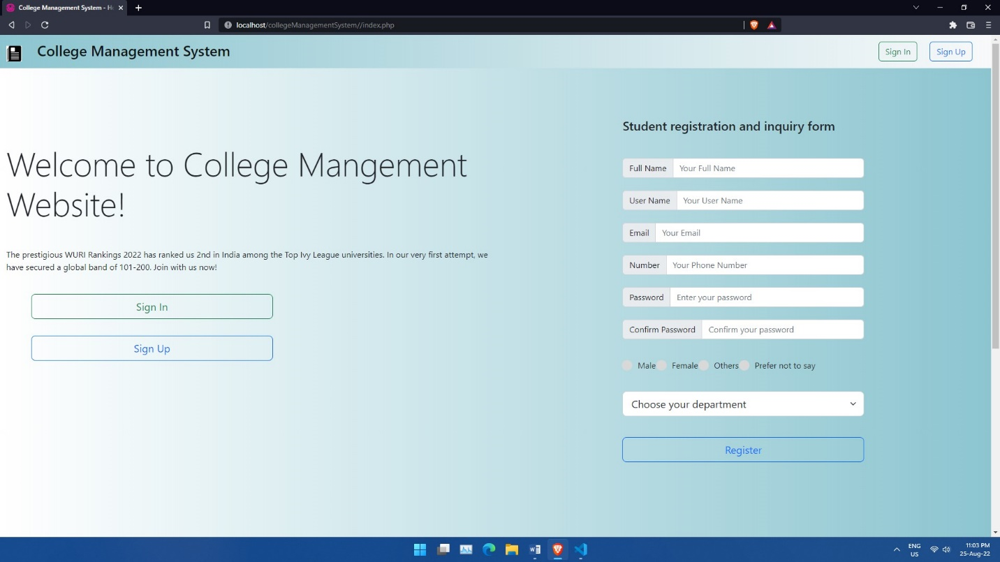 College Management System - H
localhost/collegeManagementSystem//index.php
College Management System
Sign In
Sign Up
Welcome to College Mangement
Website!
The prestigious WURI Rankings 2022 has ranked us 2nd in India among the Top Ivy League universities. In our very first attempt, we
have secured a global band of 101-200. Join with us now!
Sign In
Sign Up
Student registration and inquiry form
Full Name Your Full Name
User Name Your User Name
Email Your Email
Number Your Phone Number
Password Enter your password
Confirm Password Confirm your password
Male Female Others Prefer not to say
Choose your department
Register
ENG
US
11:03 PM
25-Aug-22